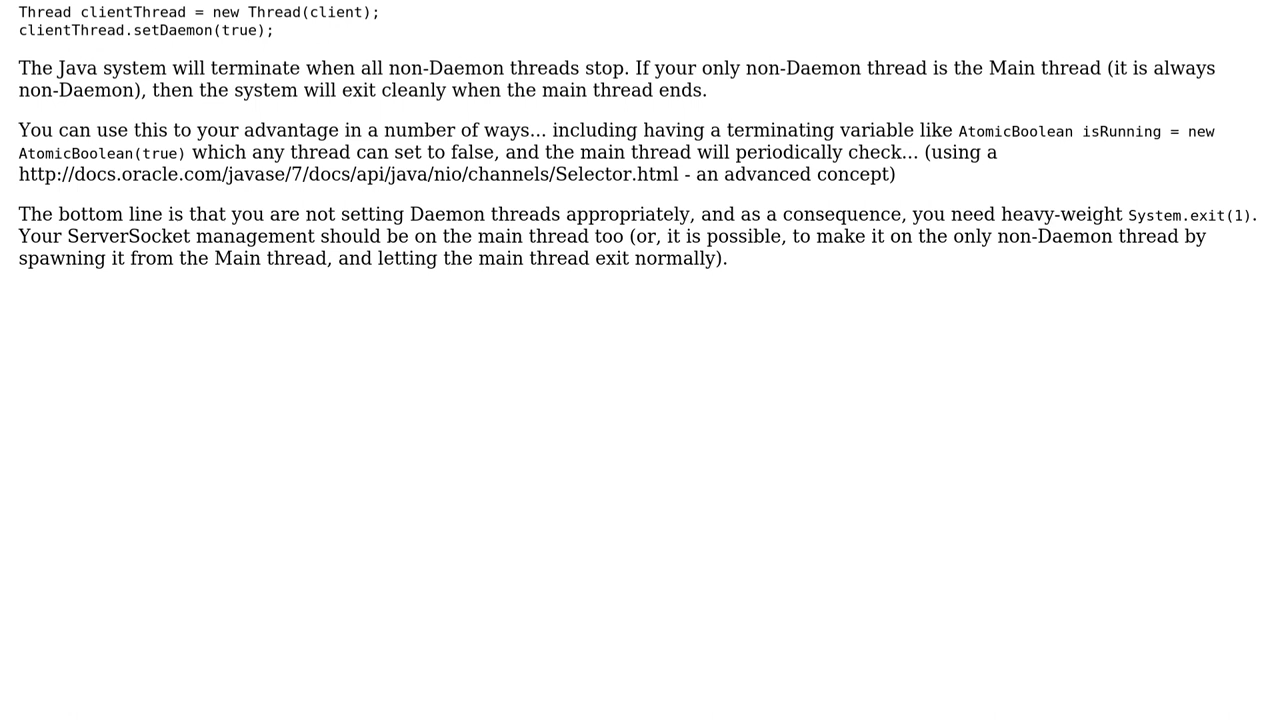 Thread clientThread = new Thread(client);
clientThread.setDaemon(true);
The Java system will terminate when all non-Daemon threads stop. If your only non-Daemon thread is the Main thread (it is always
non-Daemon), then the system will exit cleanly when the main thread ends.
You can use this to your advantage in a number of ways... including having a terminating variable like AtomicBoolean isRunning = new
AtomicBoolean(true) which any thread can set to false, and the main thread will periodically check... (using a
http://docs.oracle.com/javase/7/docs/api/java/nio/channels/Selector.html - an advanced concept)
The bottom line is that you are not setting Daemon threads appropriately, and as a consequence, you need heavy-weight System.exit(1).
Your ServerSocket management should be on the main thread too (or, it is possible, to make it on the only non-Daemon thread by
spawning it from the Main thread, and letting the main thread exit normally).